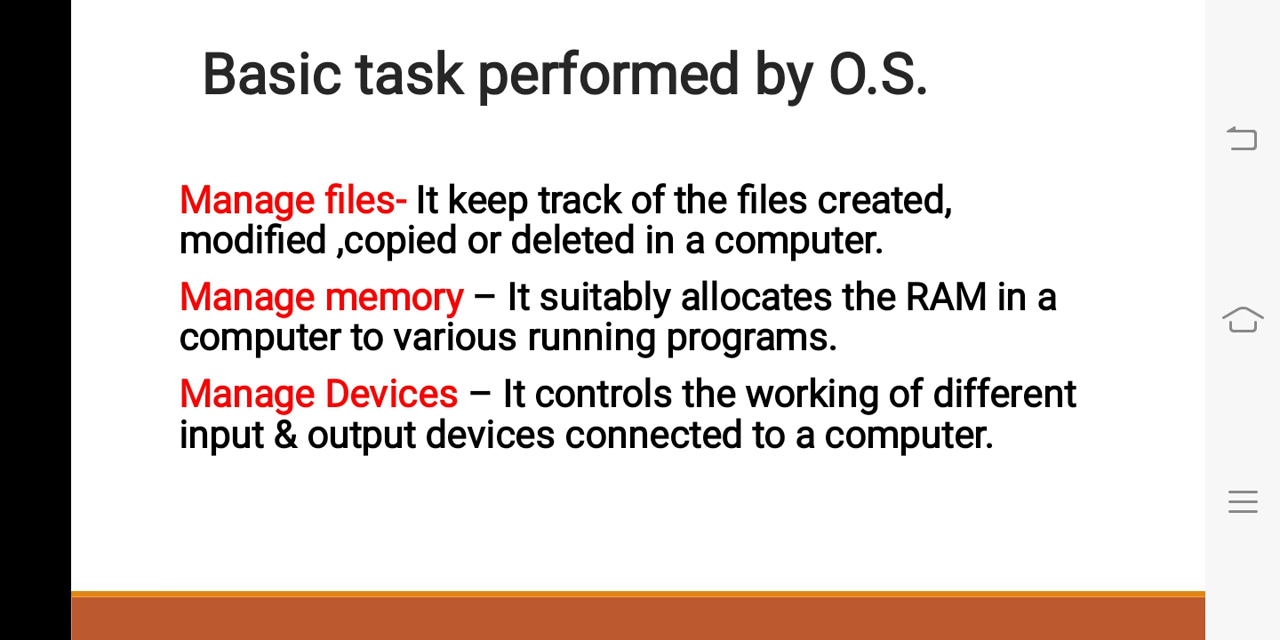 Basic task performed by O.S.
Manage files- It keep track of the files created,
modified ,copied or deleted in a computer.
Manage memory – It suitably allocates the RAM in a
computer to various running programs.
Manage Devices – It controls the working of different
input & output devices connected to a computer.